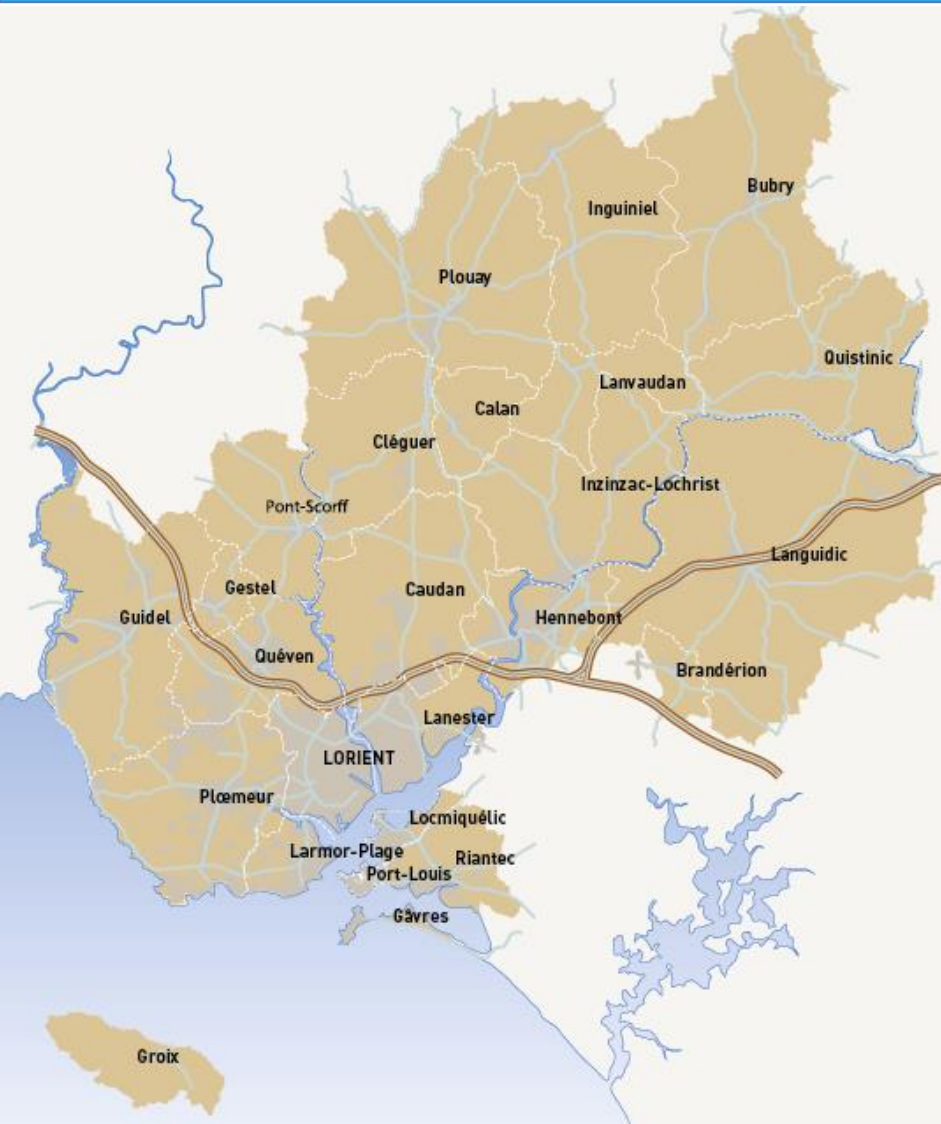 Bubry
Inguiniel
Plouay
Quistinic
Lanvaudan
Calan
Cléguer
Inzinzac-Lochrist
Pont-Scorff
Languidic
Gestel
Caudan
Guidel
Hennebont
Quéven
Brandérion
Lanester
LORIENT
Plœmeur
Locmiquélic
Larmor-Plage
Riantec
Port-Louis
Gâvres
Groix